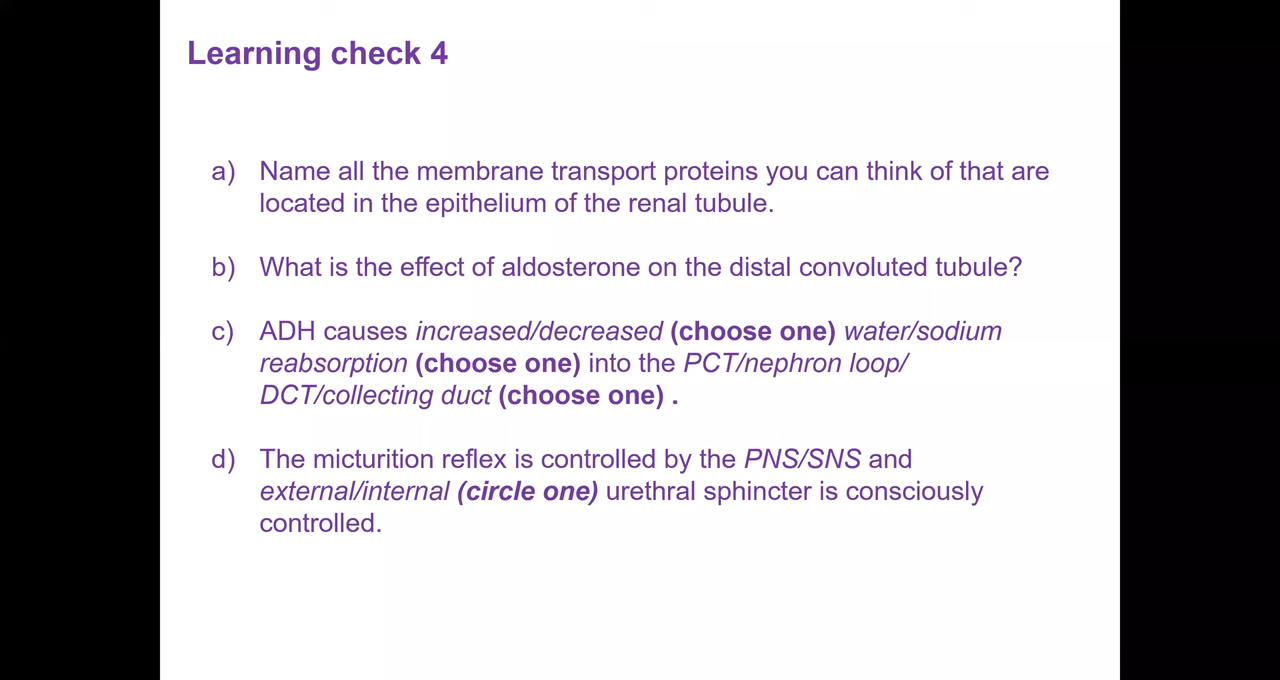 Learning check 4
a) Name all the membrane transport proteins you can think of that are
located in the epithelium of the renal tubule.
b) What is the effect of aldosterone on the distal convoluted tubule?
c) ADH causes increased/decreased (choose one) water/sodium
reabsorption (choose one) into the PCT/nephron loop/
DCT/collecting duct (choose one) .
d) The micturition reflex is controlled by the PNS/SNS and
external/internal (circle one) urethral sphincter is consciously
controlled.